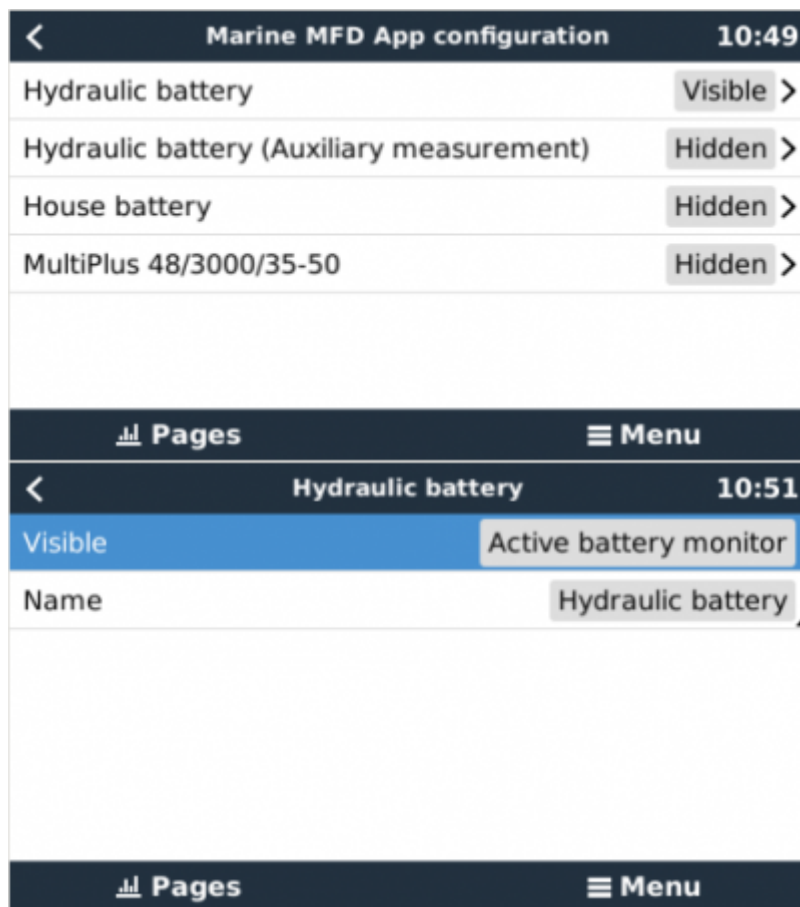 Marine MFD App configuration 10:49
Hydraulic battery Visible
Hydraulic battery (Auxiliary measurement) Hidden
House battery Hidden
MultiPlus 48/3000/35-50 Hidden
Pages Menu
Hydraulic battery 10:51
Visible Active battery monitor
Name Hydraulic battery
Pages Menu